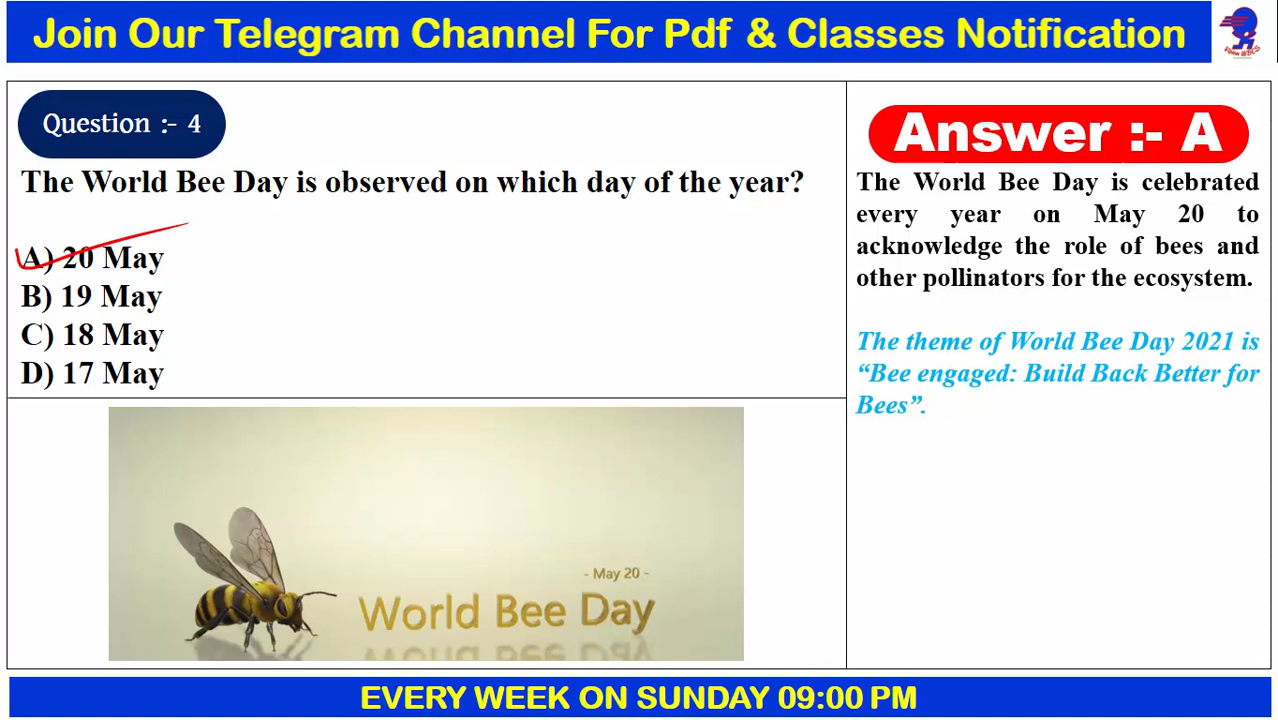 Join Our Telegram Channel For Pdf & Classes Notification
Question :- 4
The World Bee Day is observed on which day of the year?
A) 20 May
B) 19 May
C) 18 May
D) 17 May
- May 20 -
World Bee Day
Answer :- A
The World Bee Day is celebrated
every year on May 20 to
acknowledge the role of bees and
other pollinators for the ecosystem.
The theme of World Bee Day 2021 is
“Bee engaged: Build Back Better for
Bees”.
EVERY WEEK ON SUNDAY 09:00 PM